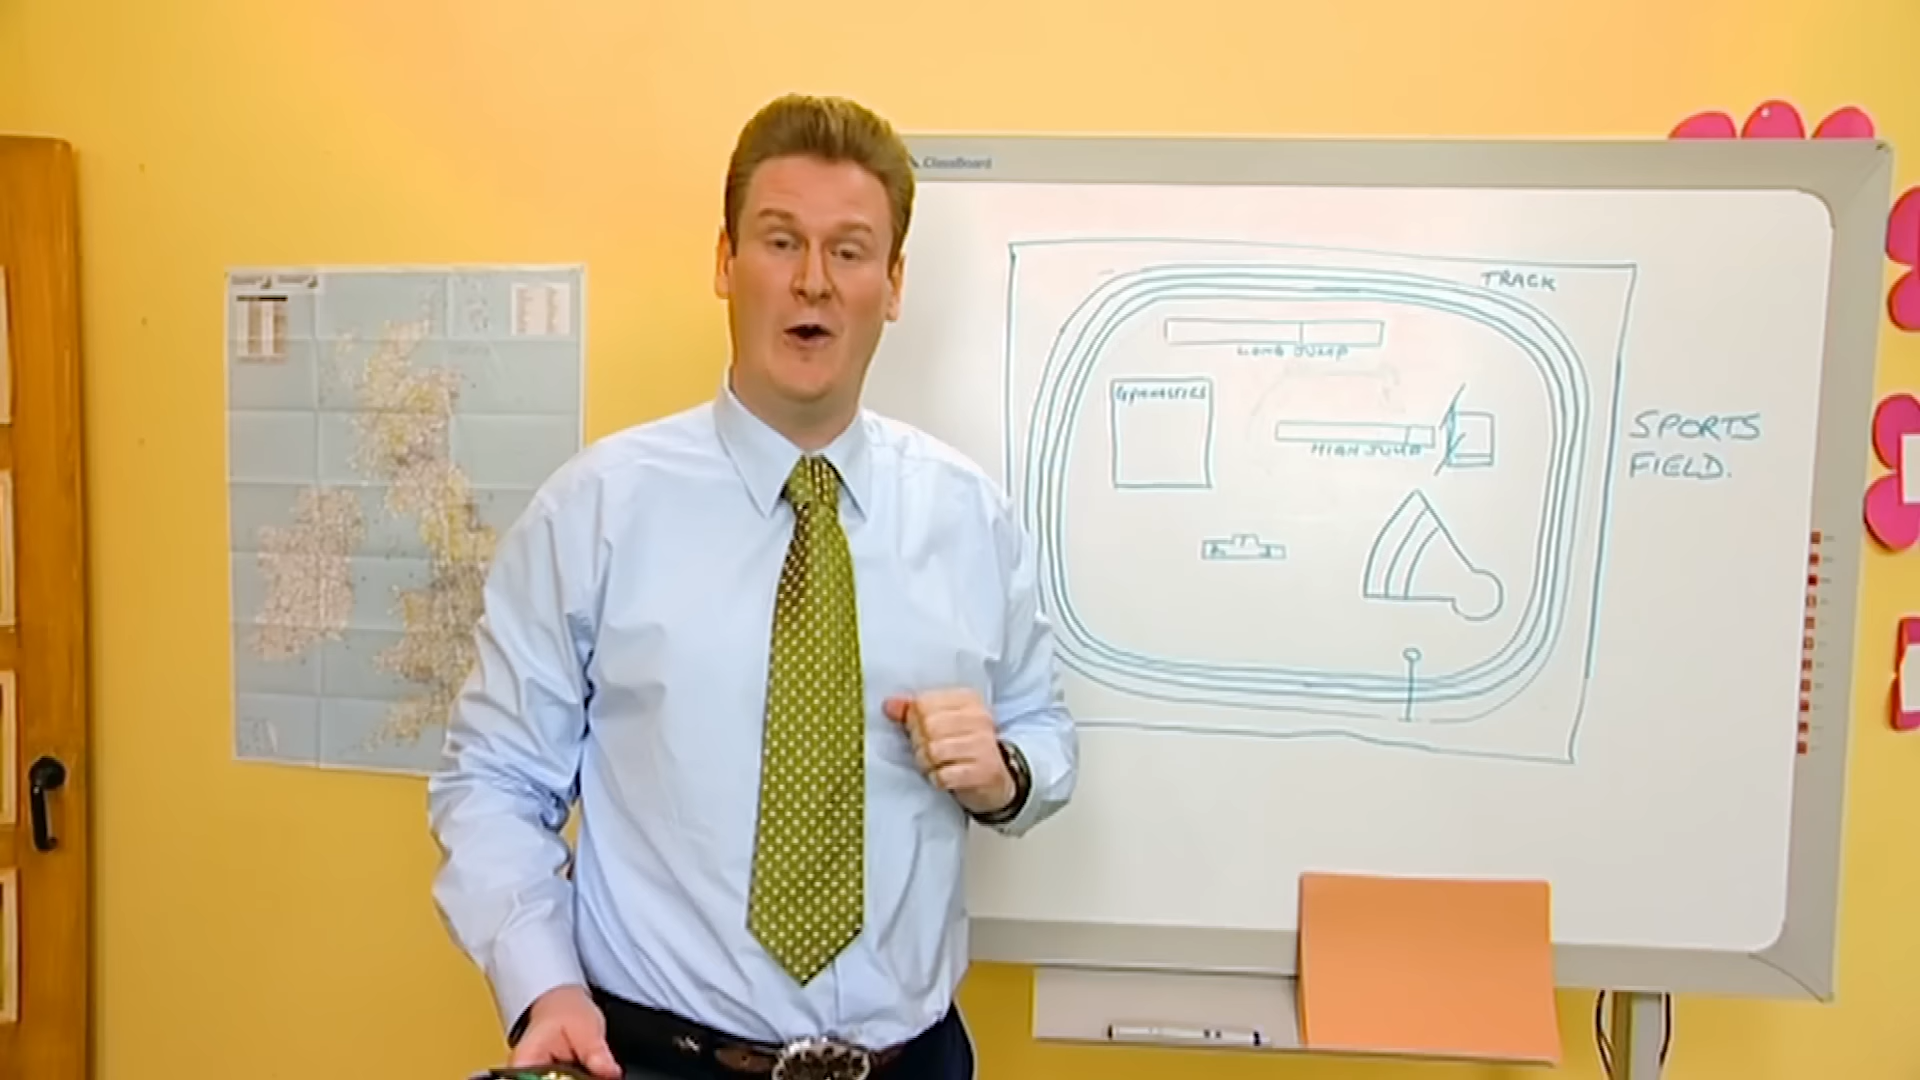 ClassBoard
TRACK
LONG JUMP
GYMNASTICS
HIGH JUMP
SPORTS
FIELD.